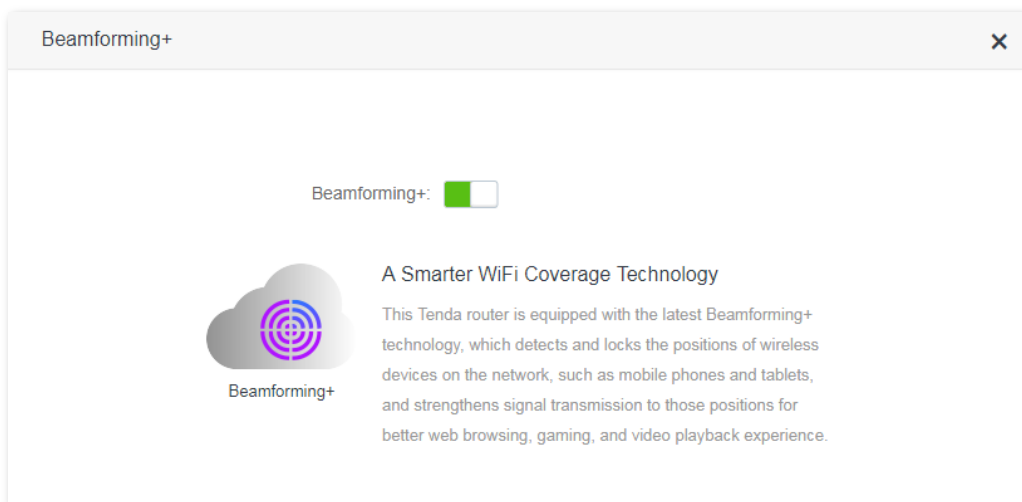 Beamforming+
Beamforming+:
A Smarter WiFi Coverage Technology
This Tenda router is equipped with the latest Beamforming+
technology, which detects and locks the positions of wireless
devices on the network, such as mobile phones and tablets,
and strengthens signal transmission to those positions for
better web browsing, gaming, and video playback experience.
Beamforming+